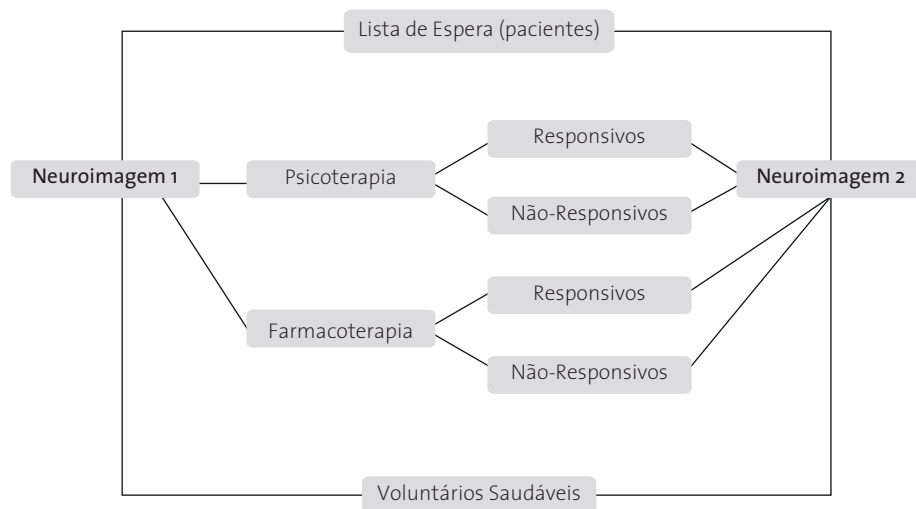 Lista de Espera (pacientes)
Responsivos
Neuroimagem 1
Psicoterapia
Neuroimagem 2
Não-Responsivos
Responsivos
Farmacoterapia
Não-Responsivos
Voluntários Saudáveis